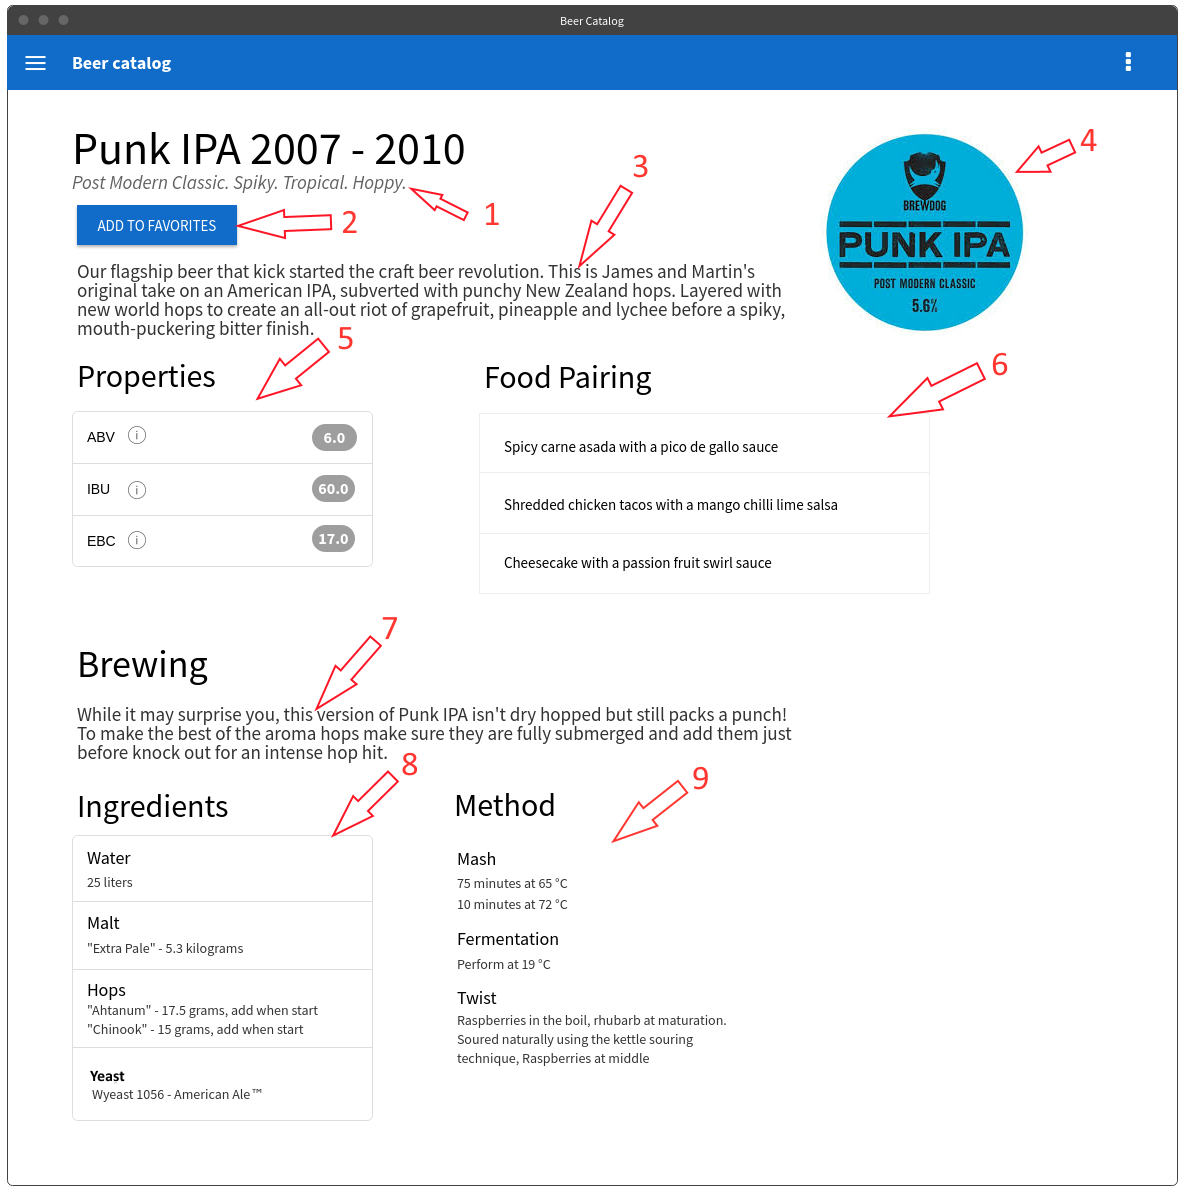 Beer Catalog
Beer catalog
Punk IPA 2007 - 2010
Post Modern Classic. Spiky. Tropical. Hoppy.
1
ADD TO FAVORITES
2
3
Our flagship beer that kick started the craft beer revolution. This is James and Martin's
original take on an American IPA, subverted with punchy New Zealand hops. Layered with
new world hops to create an all-out riot of grapefruit, pineapple and lychee before a spiky,
mouth-puckering bitter finish.
4
BREWDOG
PUNK IPA
POST MODERN CLASSIC
5.6%
5
Properties
ABV i 6.0
IBU i 60.0
EBC i 17.0
6
Food Pairing
Spicy carne asada with a pico de gallo sauce
Shredded chicken tacos with a mango chilli lime salsa
Cheesecake with a passion fruit swirl sauce
7
Brewing
While it may surprise you, this version of Punk IPA isn't dry hopped but still packs a punch!
To make the best of the aroma hops make sure they are fully submerged and add them just
before knock out for an intense hop hit.
8
Ingredients
Water
25 liters
Malt
"Extra Pale" - 5.3 kilograms
Hops
"Ahtanum" - 17.5 grams, add when start
"Chinook" - 15 grams, add when start
Yeast
Wyeast 1056 - American Ale™
9
Method
Mash
75 minutes at 65 °C
10 minutes at 72 °C
Fermentation
Perform at 19 °C
Twist
Raspberries in the boil, rhubarb at maturation.
Soured naturally using the kettle souring
technique, Raspberries at middle